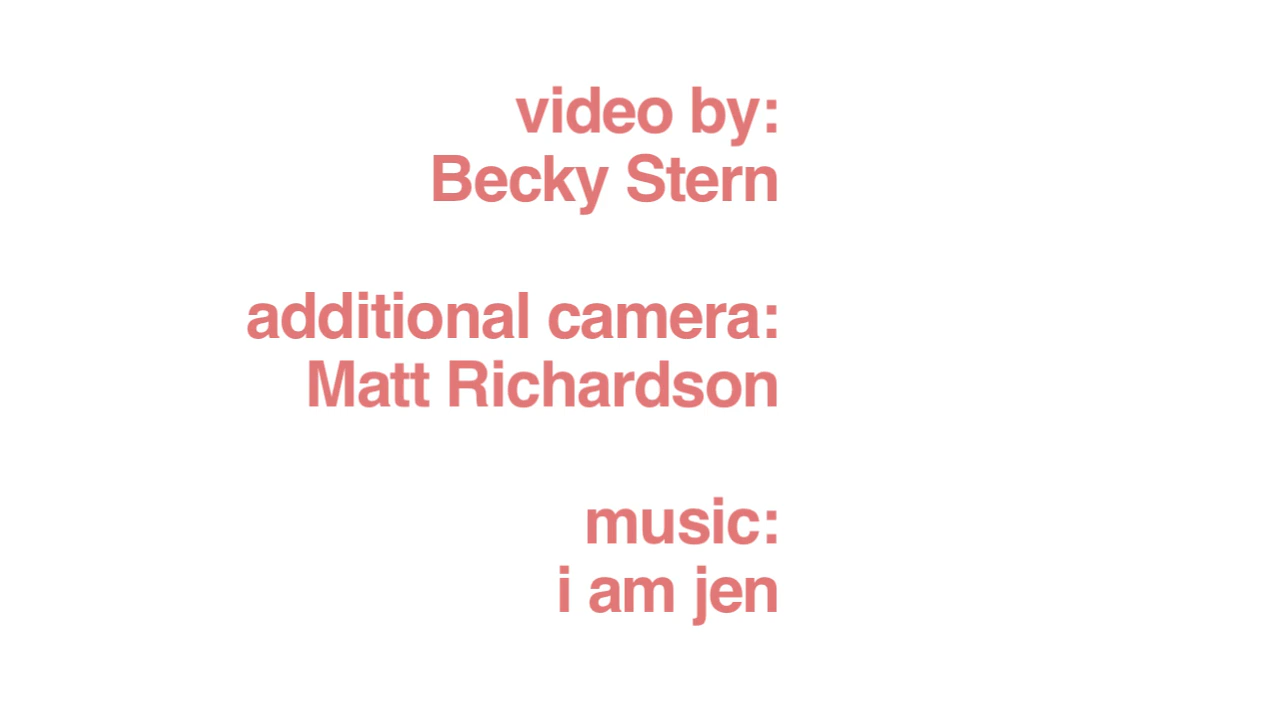 video by:
Becky Stern
additional camera:
Matt Richardson
music:
i am jen